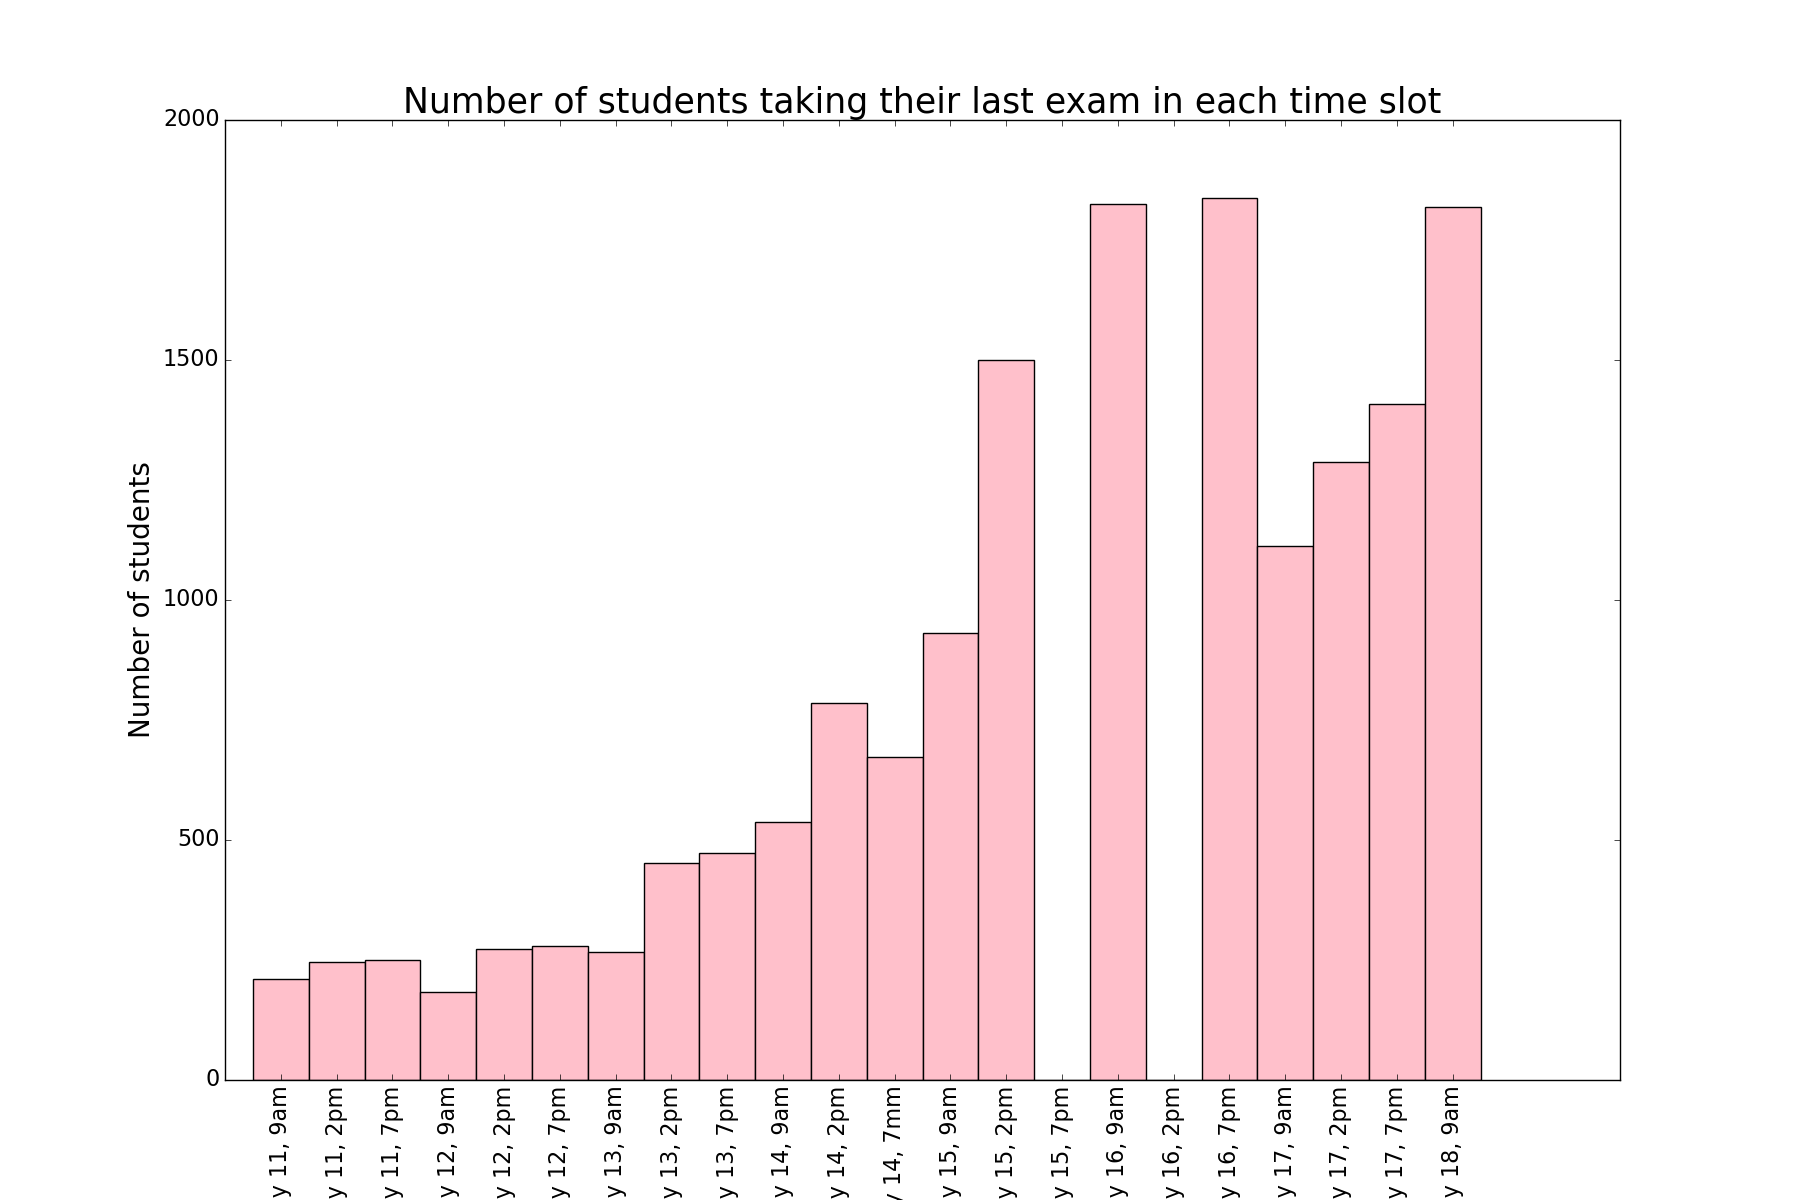 Number of students taking their last exam in each time slot
2000
1500
1000
500
0
Number of students
y 11, 9am
y 11, 2pm
y 11, 7pm
y 12, 9am
y 12, 2pm
y 12, 7pm
y 13, 9am
y 13, 2pm
y 13, 7pm
y 14, 9am
y 14, 2pm
y 14, 7mm
y 15, 9am
y 15, 2pm
y 15, 7pm
y 16, 9am
y 16, 2pm
y 16, 7pm
y 17, 9am
y 17, 2pm
y 17, 7pm
y 18, 9am